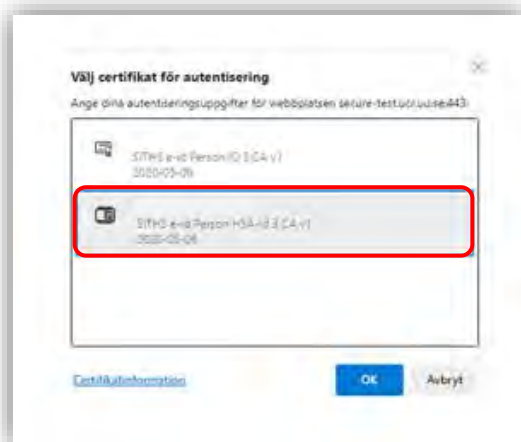 Välj certifikat för autentisering
Ange dina autentiseringsuppgifter för webbplatsen secure-test.ucr.uu.se:443
SITHS e-id Person ID 3 CA v1
2020-05-06
SITHS e-id Person HSA-id 3 CA v1
2020-05-06
Certifikatinformation
OK
Avbryt